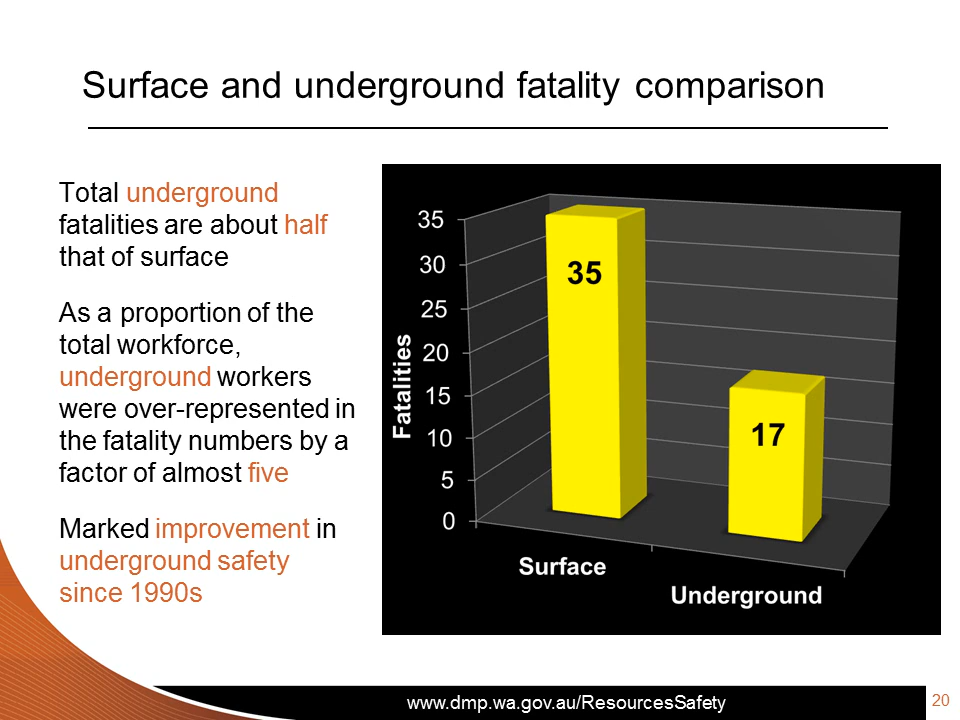 Surface and underground fatality comparison
Total underground
fatalities are about half
that of surface
As a proportion of the
total workforce,
underground workers
were over-represented in
the fatality numbers by a
factor of almost five
Marked improvement in
underground safety
since 1990s
Fatalities
35
30
25
20
15
10
5
0
35
17
Surface
Underground
www.dmp.wa.gov.au/ResourcesSafety
20